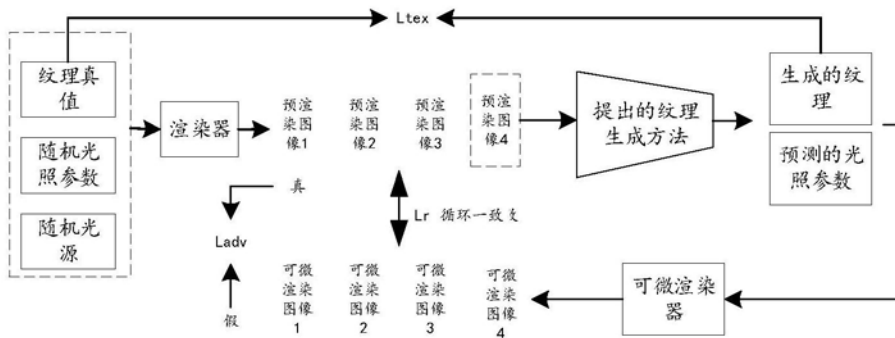 Ltex
纹理真
值
随机光
照参数
随机光
源
渲染器
预渲
染图
像1
预渲
染图
像2
预渲
染图
像3
预渲
染图
像4
提出的纹理
生成方法
生成的纹
理
预测的光
照参数
真
Ladv
假
Lr 循环一致
可微
渲染
图像
1
可微
渲染
图像
2
可微
渲染
图像
3
可微
渲染
图像
4
可微渲染
器